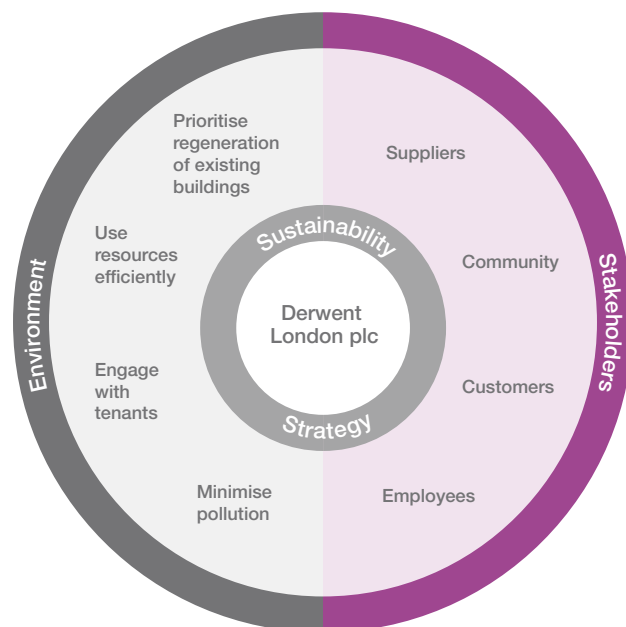 Prioritise
regeneration
of existing
buildings
Suppliers
Use
resources
efficiently
Sustainability
Community
Environment
Derwent
London plc
Stakeholders
Engage
with
tenants
Customers
Strategy
Minimise
pollution
Employees